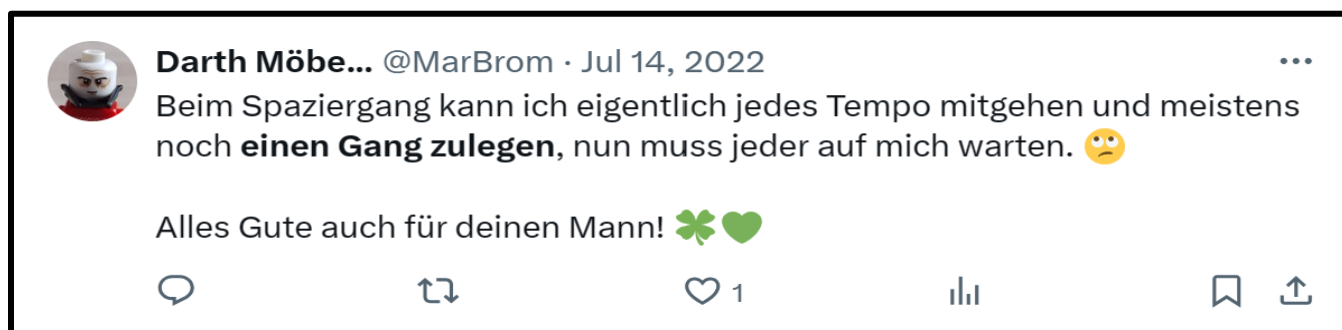 Darth Möbe... @MarBrom · Jul 14, 2022
Beim Spaziergang kann ich eigentlich jedes Tempo mitgehen und meistens
noch einen Gang zulegen, nun muss jeder auf mich warten. 🙄
Alles Gute auch für deinen Mann! 🍀💚
1